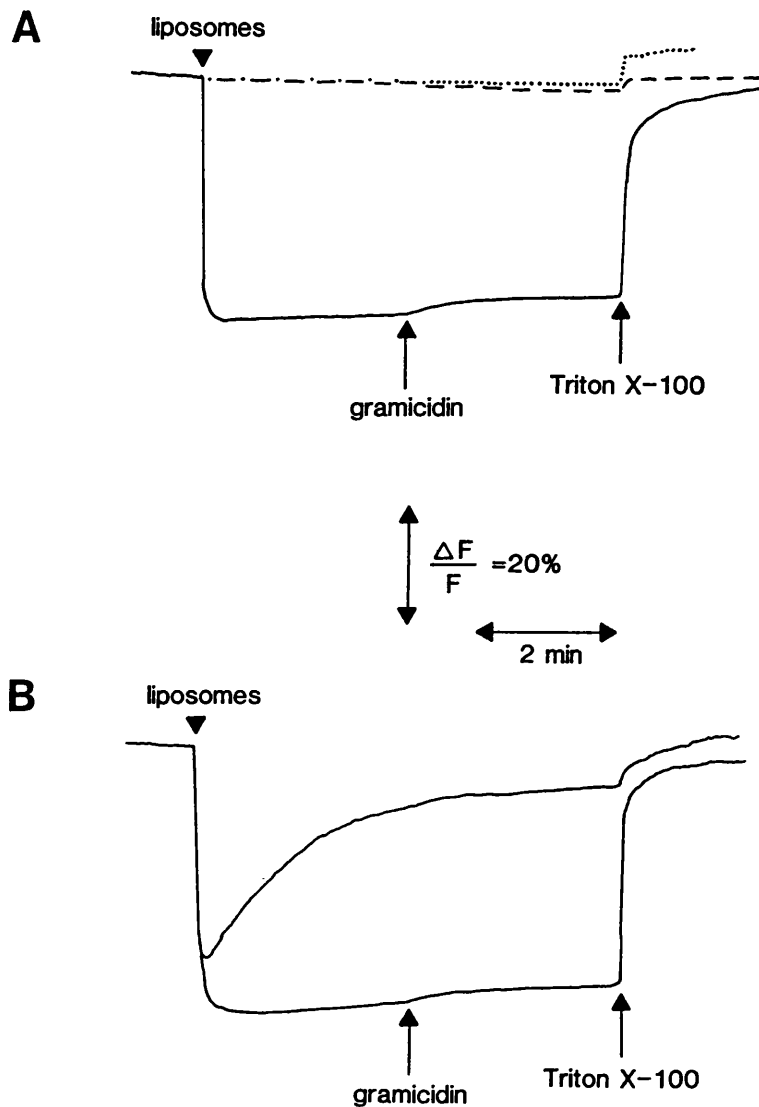 A
liposomes
gramicidin
Triton X-100
ΔF
F
=20%
2 min
B
liposomes
gramicidin
Triton X-100